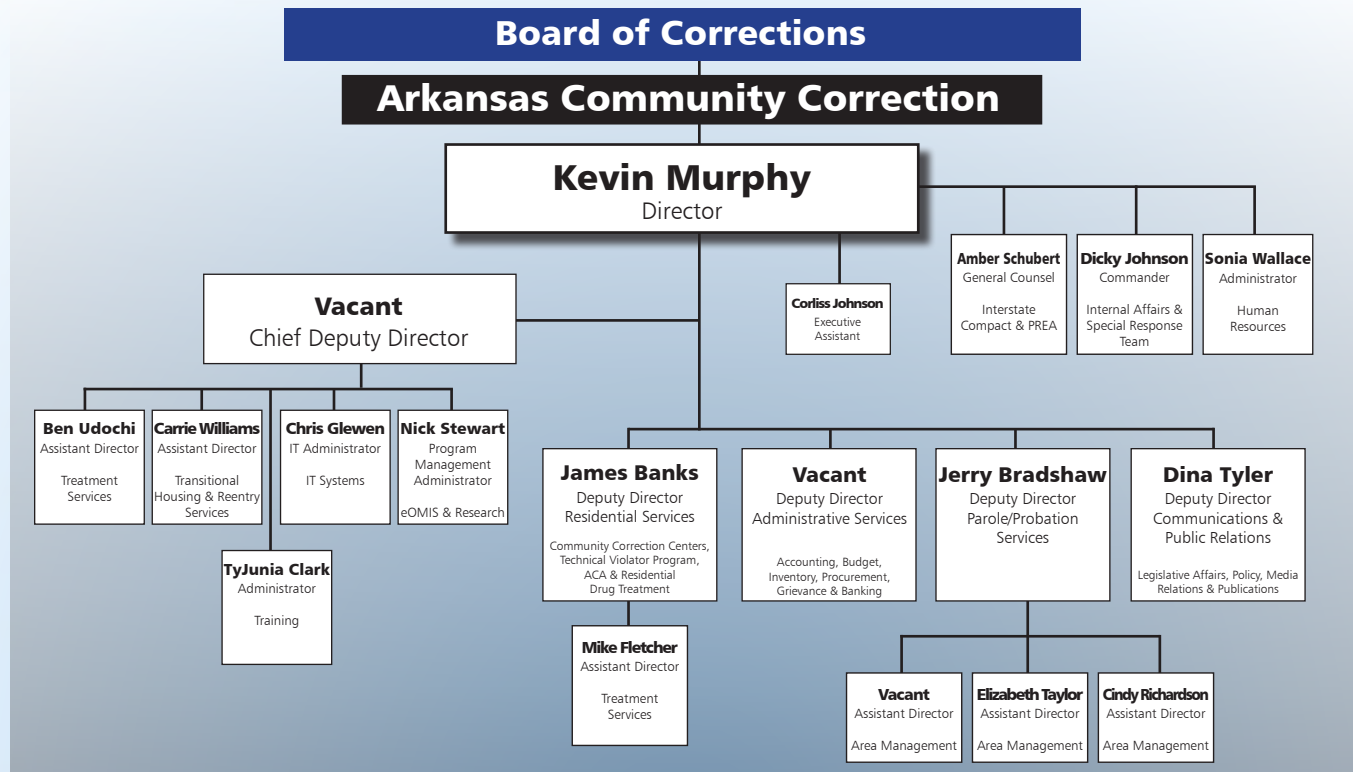 Board of Corrections
Arkansas Community Correction
Kevin Murphy
Director
Amber Schubert
General Counsel
Interstate
Compact & PREA
Dicky Johnson
Commander
Internal Affairs &
Special Response
Team
Sonia Wallace
Administrator
Human
Resources
Corliss Johnson
Executive
Assistant
Vacant
Chief Deputy Director
Ben Udochi
Assistant Director
Treatment
Services
Carrie Williams
Assistant Director
Transitional
Housing & Reentry
Services
Chris Glewen
IT Administrator
IT Systems
Nick Stewart
Program
Management
Administrator
eOMIS & Research
TyJunia Clark
Administrator
Training
James Banks
Deputy Director
Residential Services
Community Correction Centers,
Technical Violator Program,
ACA & Residential
Drug Treatment
Vacant
Deputy Director
Administrative Services
Accounting, Budget,
Inventory, Procurement,
Grievance & Banking
Jerry Bradshaw
Deputy Director
Parole/Probation
Services
Dina Tyler
Deputy Director
Communications &
Public Relations
Legislative Affairs, Policy, Media
Relations & Publications
Mike Fletcher
Assistant Director
Treatment
Services
Vacant
Assistant Director
Area Management
Elizabeth Taylor
Assistant Director
Area Management
Cindy Richardson
Assistant Director
Area Management